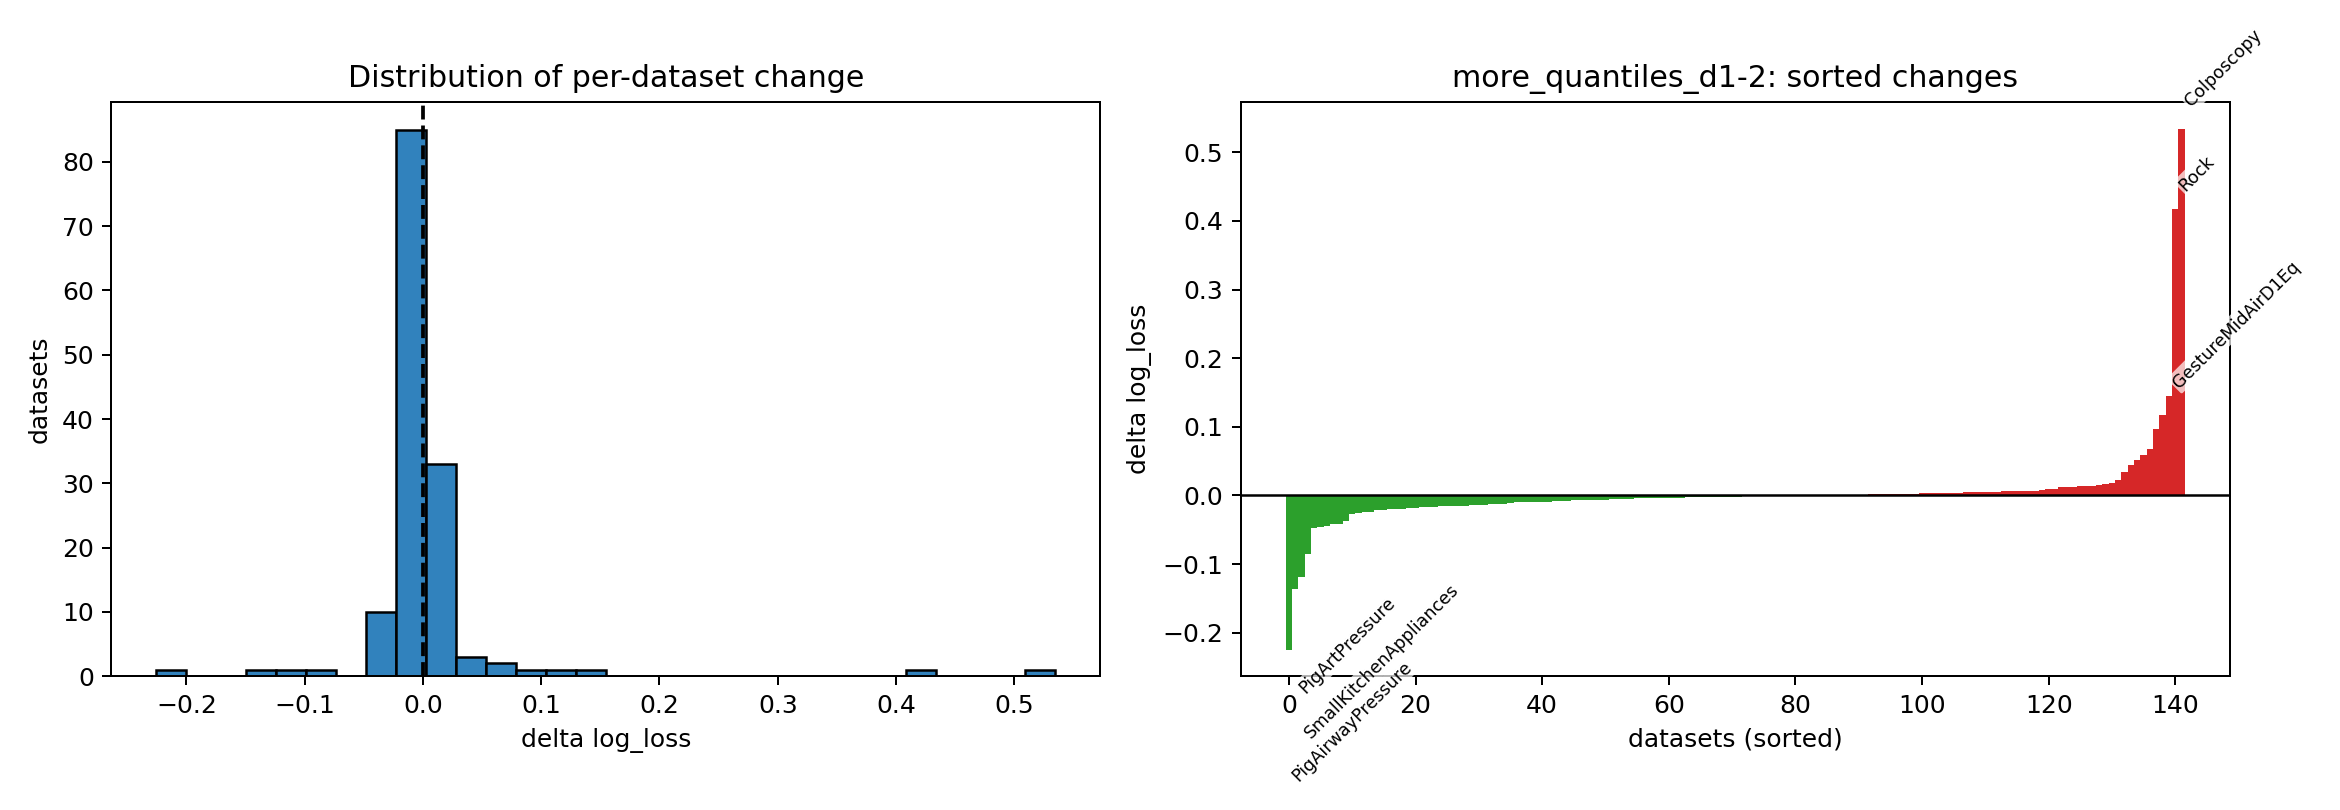 Distribution of per-dataset change
datasets
80
70
60
50
40
30
20
10
0
−0.2
−0.1
0.0
0.1
0.2
0.3
0.4
0.5
delta log_loss
more_quantiles_d1-2: sorted changes
delta log_loss
0.5
0.4
0.3
0.2
0.1
0.0
−0.1
−0.2
Colposcopy
Rock
GestureMidAirD1Eq
PigArtPressure
SmallKitchenAppliances
PigAirwayPressure
0
20
40
60
80
100
120
140
datasets (sorted)